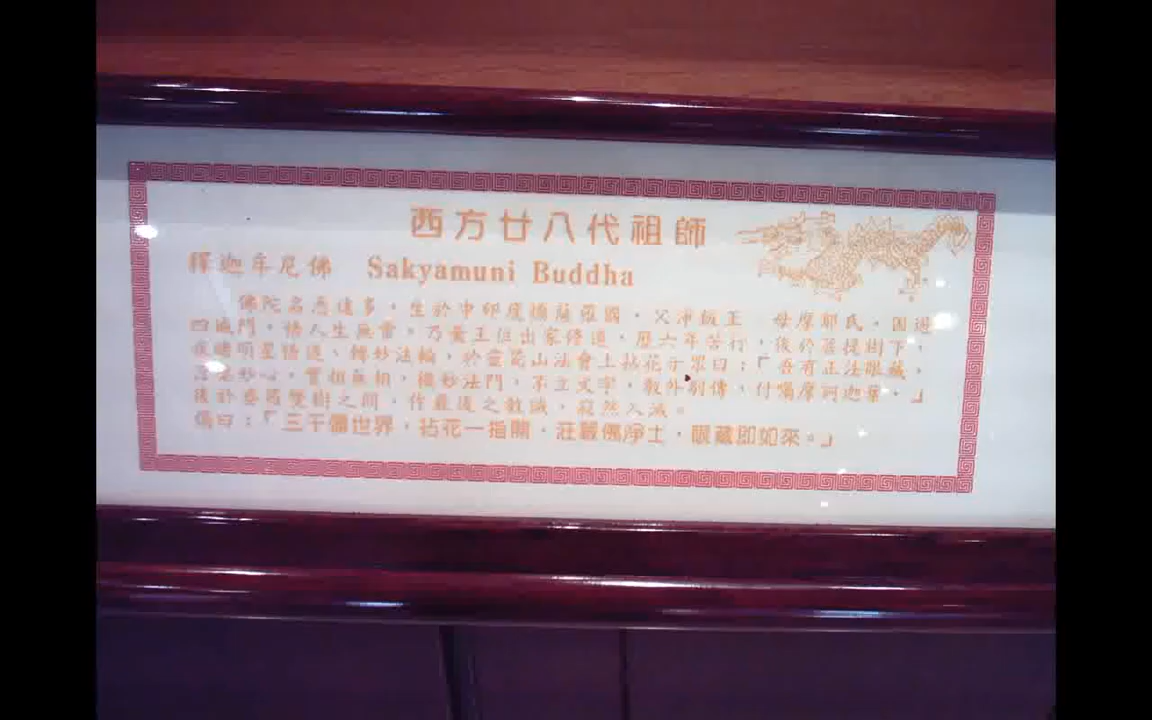 西方廿八代祖師
釋迦牟尼佛 Sakyamuni Buddha
佛陀名悉達多,生於中印度迦薩羅國,父淨飯王 母摩耶氏,因遊
四城門,悟人生無常,乃棄王位出家修道,歷六年苦行,後於菩提樹下,
夜睹明星悟道、轉妙法輪,於靈鷲山法會上拈花示眾曰:「吾有正法眼藏,
涅槃妙心,實相無相,微妙法門,不立文字,教外別傳,付囑摩訶迦葉。」
後於娑羅雙樹之間,作最後之教誡,寂然入滅。
偈曰:「三千彌世界,拈花一指開,莊嚴佛淨土,眼藏即如來。」